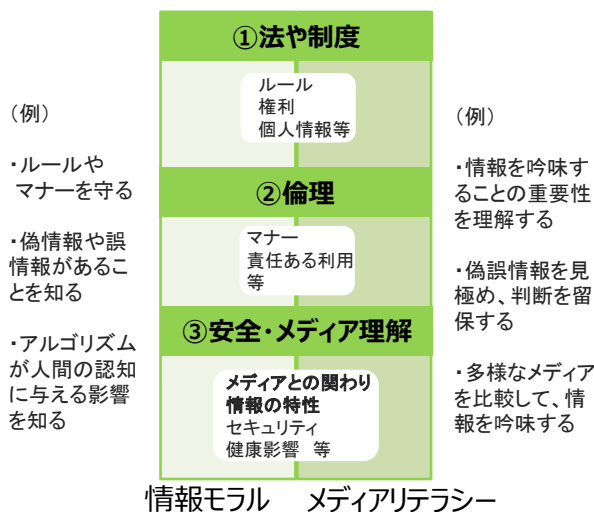 ①法や制度
ルール
権利
個人情報等
②倫理
マナー
責任ある利用
等
③安全・メディア理解
メディアとの関わり
情報の特性
セキュリティ
健康影響 等
(例)
・ルールや
マナーを守る
・偽情報や誤
情報があるこ
とを知る
・アルゴリズム
が人間の認知
に与える影響
を知る
(例)
・情報を吟味す
ることの重要性
を理解する
・偽誤情報を見
極め、判断を留
保する
・多様なメディア
を比較して、情
報を吟味する
情報モラル メディアリテラシー